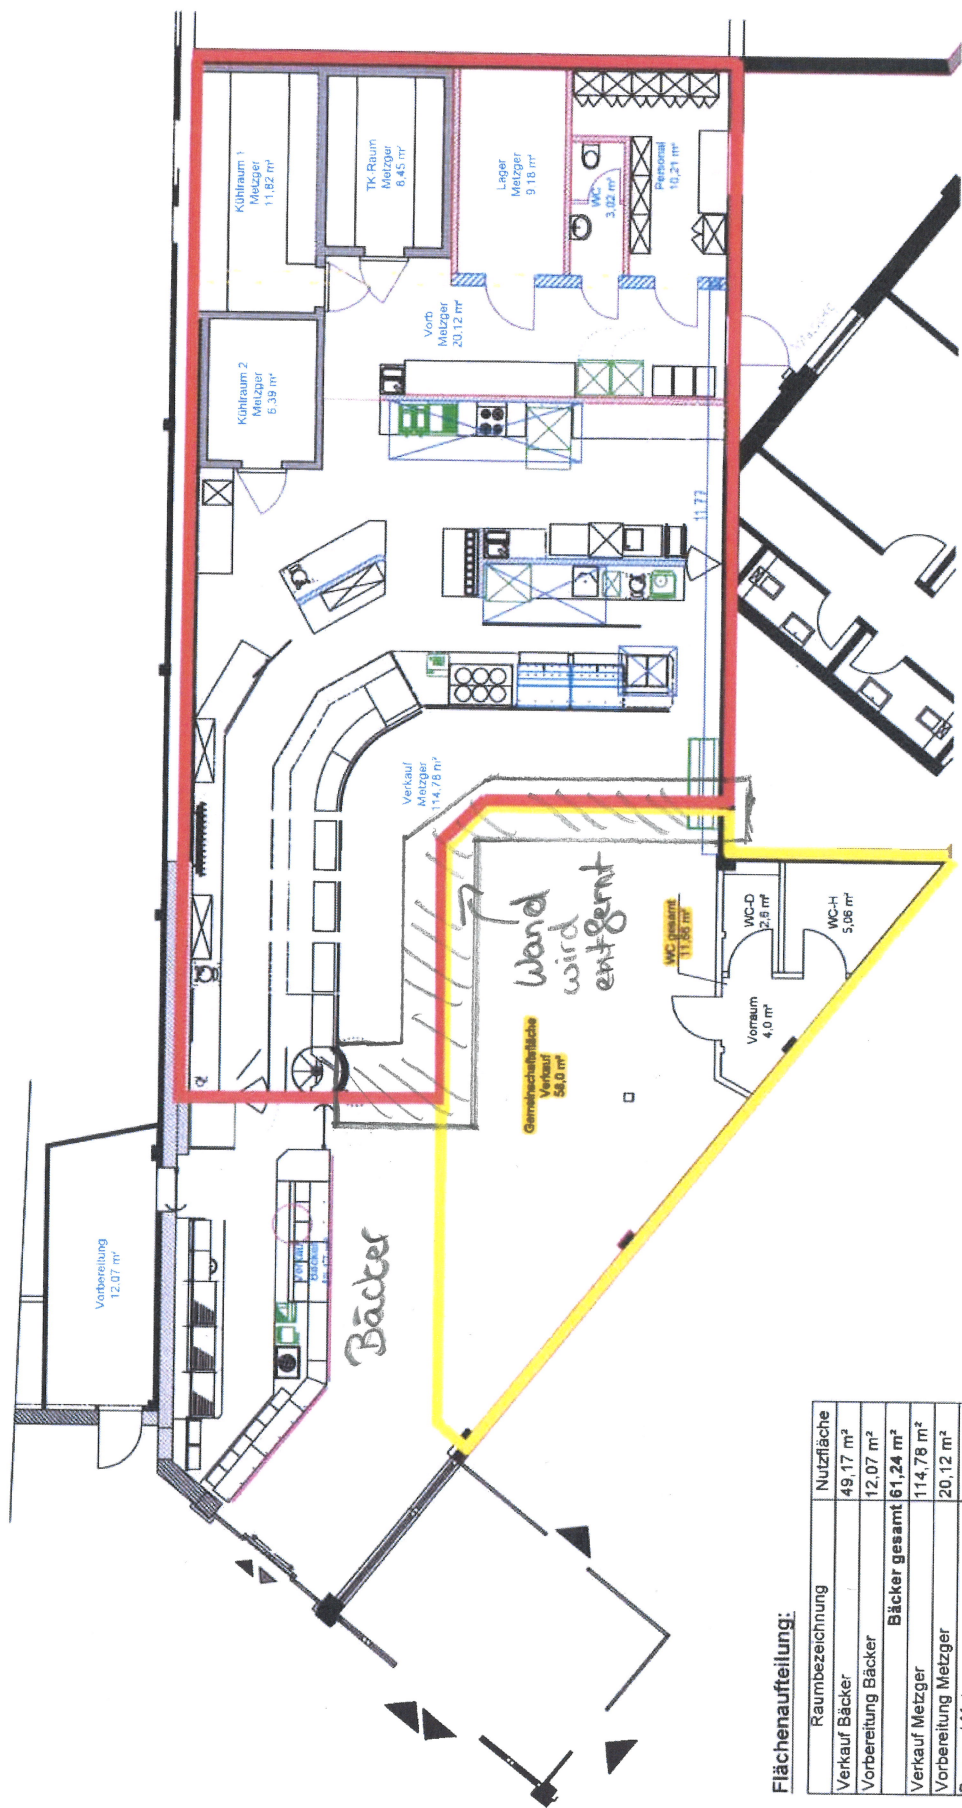 Kühlraum 1
Metzger
11,82 m²
TK-Raum
Metzger
8,45 m²
Lager
Metzger
9,18 m²
WC
3,02 m²
Personal
10,21 m²
Kühlraum 2
Metzger
Vorb
Metzger
20,12 m²
11.77
Verkauf
Metzger
114,78 m²
Wand
wird
entfernt
WC gesamt
11,66 m²
WC-D
2,6 m²
WC-H
5,06 m²
Vorraum
4,0 m²
Gemeinschaftsfläche
Verkauf
58,0 m²
Vorbereitung
12,07 m²
Verkauf
Bäcker
Bäcker
Flächenaufteilung:
Raumbezeichnung Nutzfläche
Verkauf Bäcker 49,17 m²
Vorbereitung Bäcker 12,07 m²
Bäcker gesamt 61,24 m²
Verkauf Metzger 114,78 m²
Vorbereitung Metzger 20,12 m²